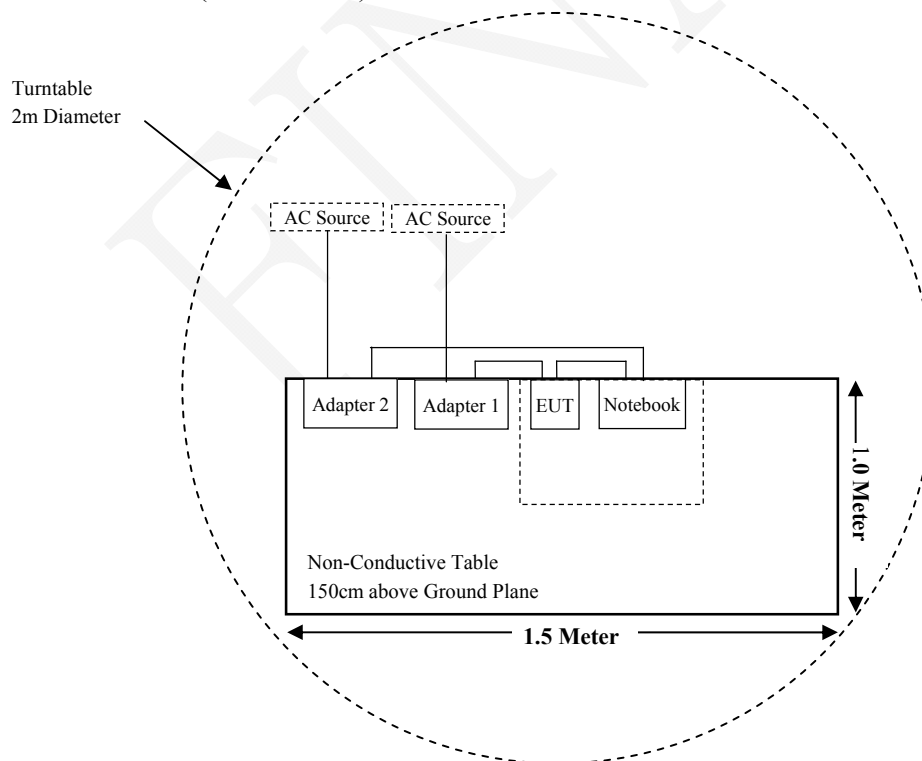 Turntable
2m Diameter
AC Source
AC Source
Adapter 2
Adapter 1
EUT
Notebook
1.0 Meter
Non-Conductive Table
150cm above Ground Plane
1.5 Meter